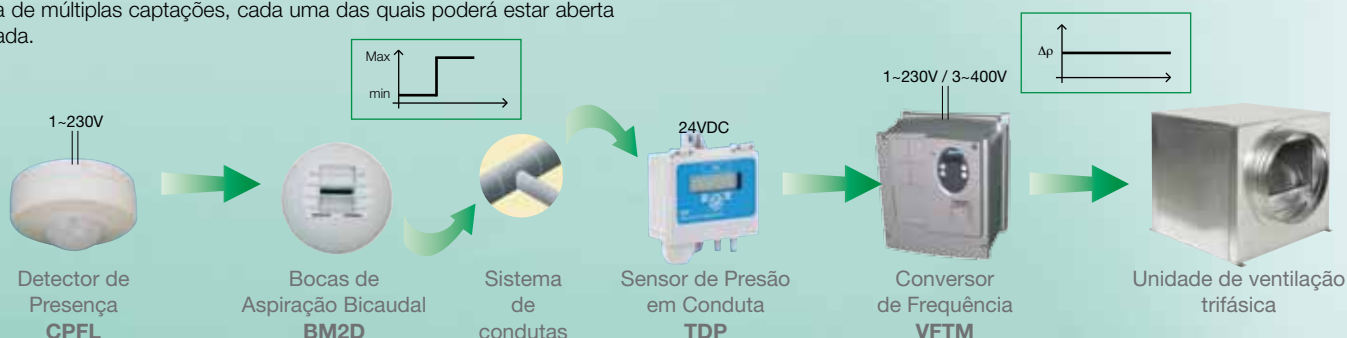 a de múltiplas captações, cada uma das quais poderá estar aberta
ada.
Max
min
Δρ
1~230V
24VDC
1~230V / 3~400V
Detector de
Presença
CPFL
Bocas de
Aspiração Bicaudal
BM2D
Sistema
de
condutas
Sensor de Presão
em Conduta
TDP
Conversor
de Frequência
VFTM
Unidade de ventilação
trifásica